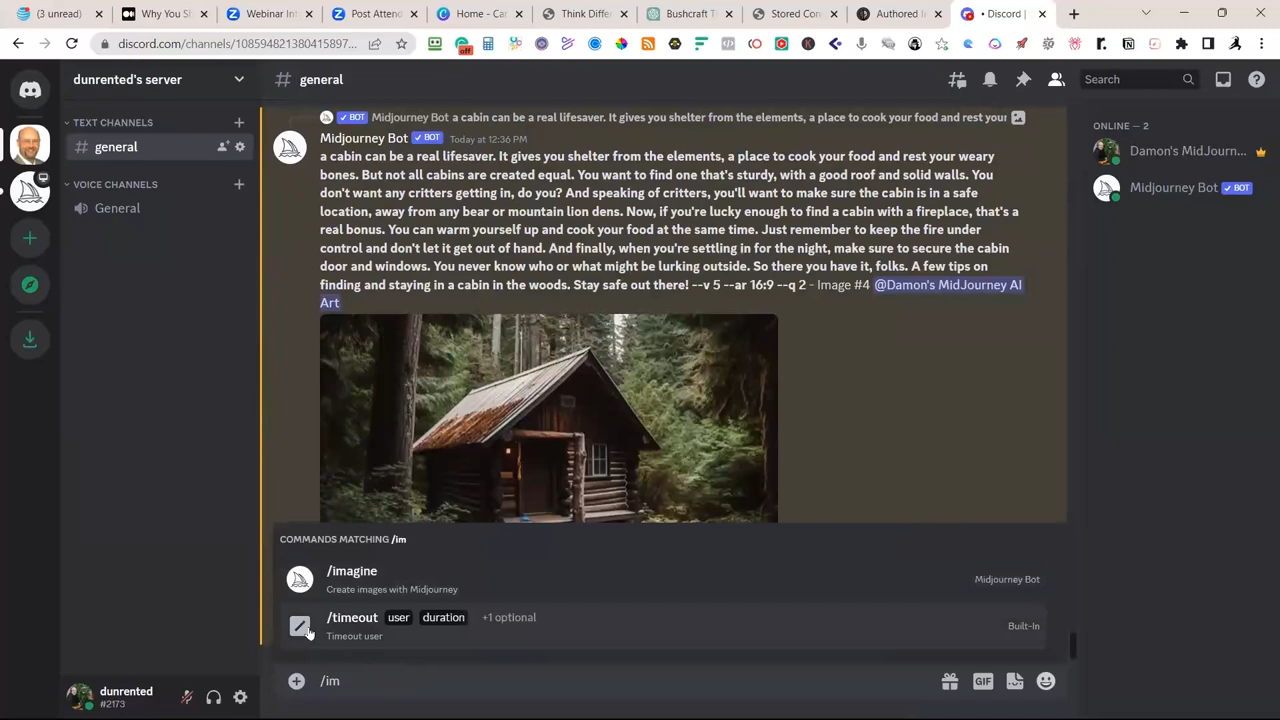 (3 unread)
Why You S
Webinar Int
Post Attend
Home - Car
Think Differ
Bushcraft T
Stored Con
Authored I
• Discord |
discord.com/channels/1085948213804158977
off
dunrented's server
general
Search
TEXT CHANNELS
general
VOICE CHANNELS
General
BOT Midjourney Bot a cabin can be a real lifesaver. It gives you shelter from the elements, a place to cook your food and rest your
Midjourney Bot BOT Today at 12:36 PM
a cabin can be a real lifesaver. It gives you shelter from the elements, a place to cook your food and rest your weary
bones. But not all cabins are created equal. You want to find one that's sturdy, with a good roof and solid walls. You
don't want any critters getting in, do you? And speaking of critters, you'll want to make sure the cabin is in a safe
location, away from any bear or mountain lion dens. Now, if you're lucky enough to find a cabin with a fireplace, that's a
real bonus. You can warm yourself up and cook your food at the same time. Just remember to keep the fire under
control and don't let it get out of hand. And finally, when you're settling in for the night, make sure to secure the cabin
door and windows. You never know who or what might be lurking outside. So there you have it, folks. A few tips on
finding and staying in a cabin in the woods. Stay safe out there! --v 5 --ar 16:9 --q 2 - Image #4 @Damon's MidJourney AI
Art
ONLINE — 2
Damon's MidJourn...
Midjourney Bot BOT
COMMANDS MATCHING /im
/imagine
Create images with Midjourney
Midjourney Bot
/timeout user duration +1 optional
Timeout user
Built-In
/im
GIF
dunrented
#2173